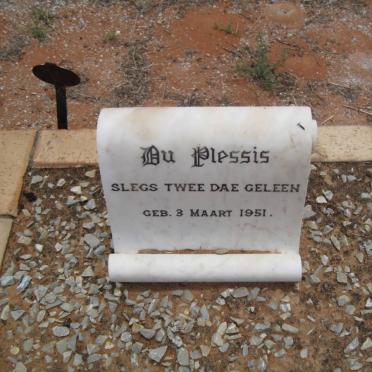 Du Plessis
SLEGS TWEE DAE GELEEN
GEB. 3 MAART 1951.